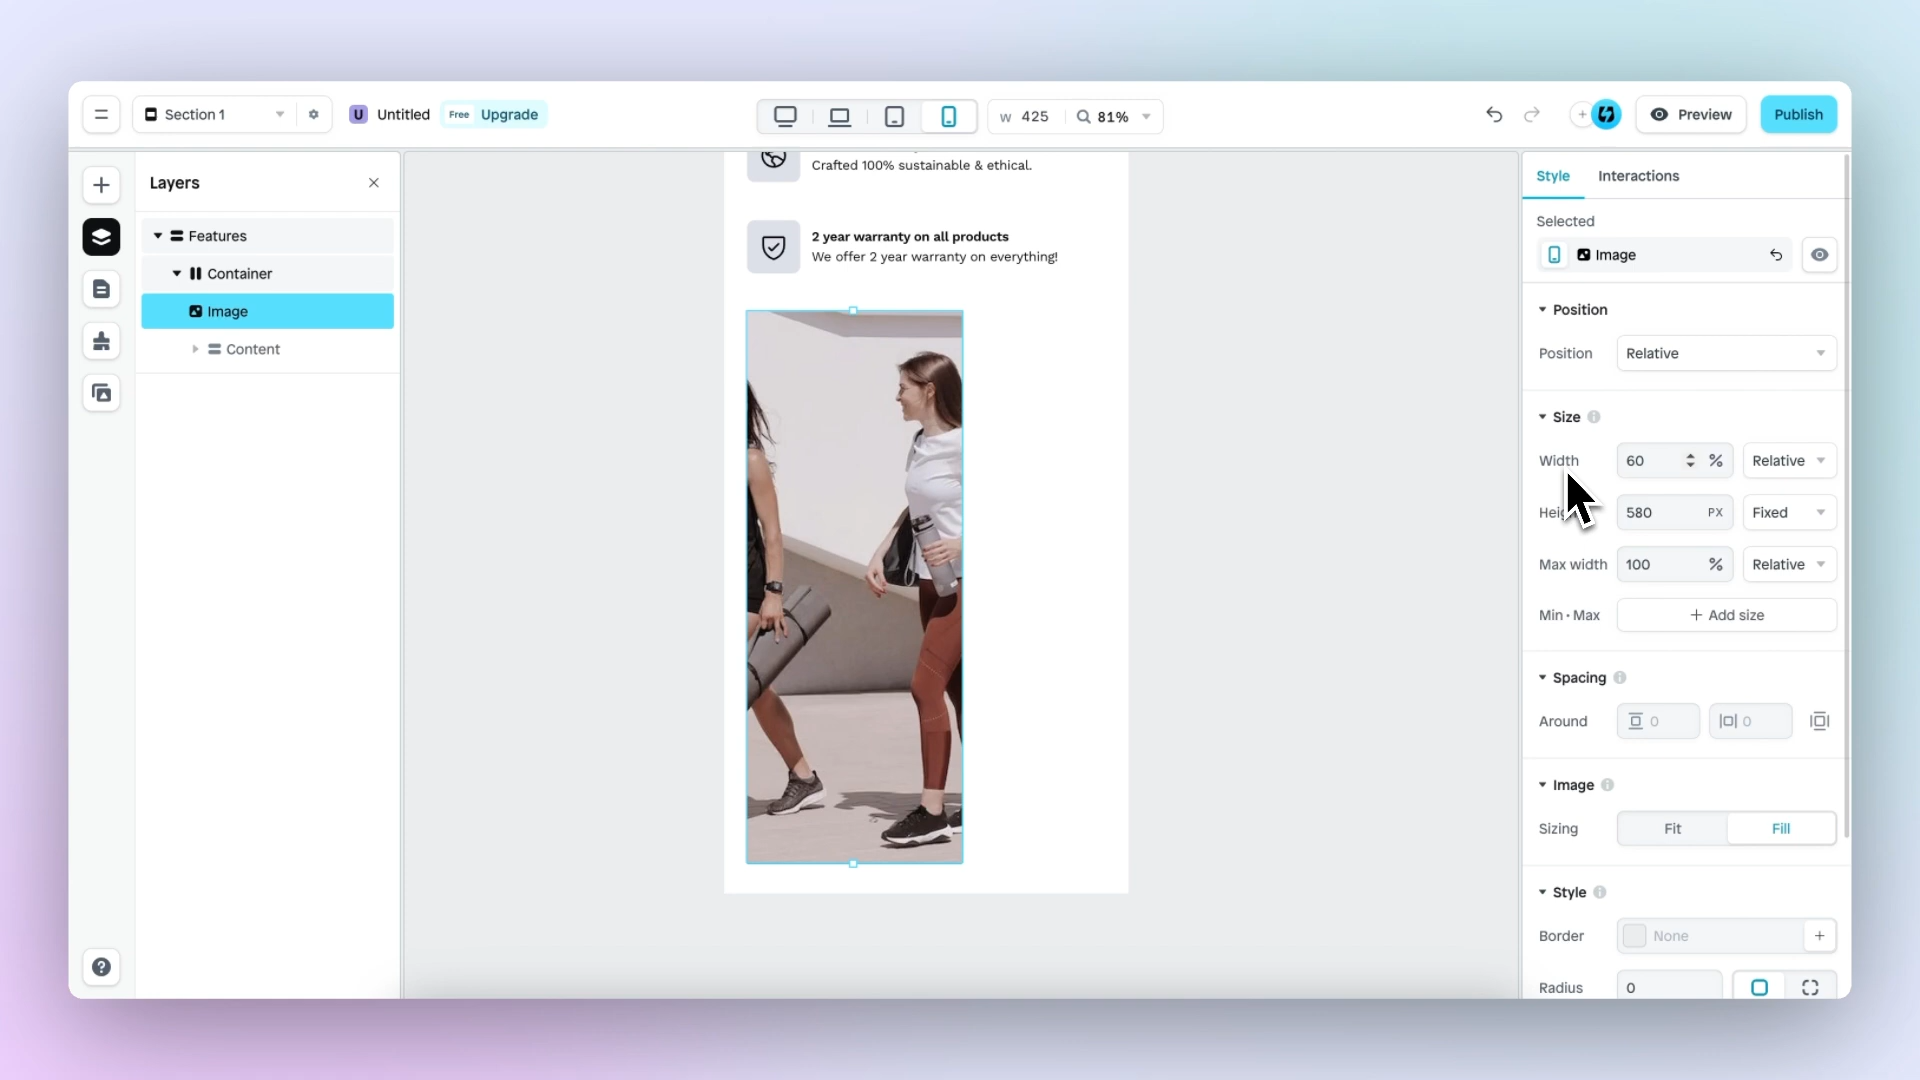 Section 1
U Untitled Free Upgrade
W 425 81%
Preview
Publish
Layers
Features
Container
Image
Content
Crafted 100% sustainable & ethical.
2 year warranty on all products
We offer 2 year warranty on everything!
Style Interactions
Selected
Image
Position
Position Relative
Size
Width 60 % Relative
580 PX Fixed
Max width 100 % Relative
Min • Max + Add size
Spacing
Around 0 0
Image
Sizing Fit Fill
Style
Border None +
Radius 0